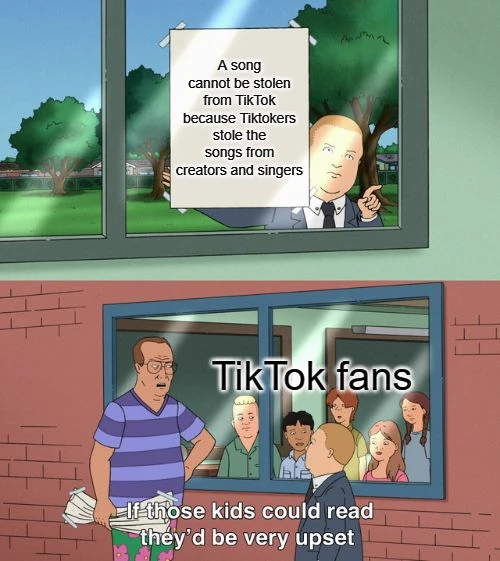 A song
cannot be stolen
from TikTok
because Tiktokers
stole the
songs from
creators and singers
TikTok fans
If those kids could read
they'd be very upset